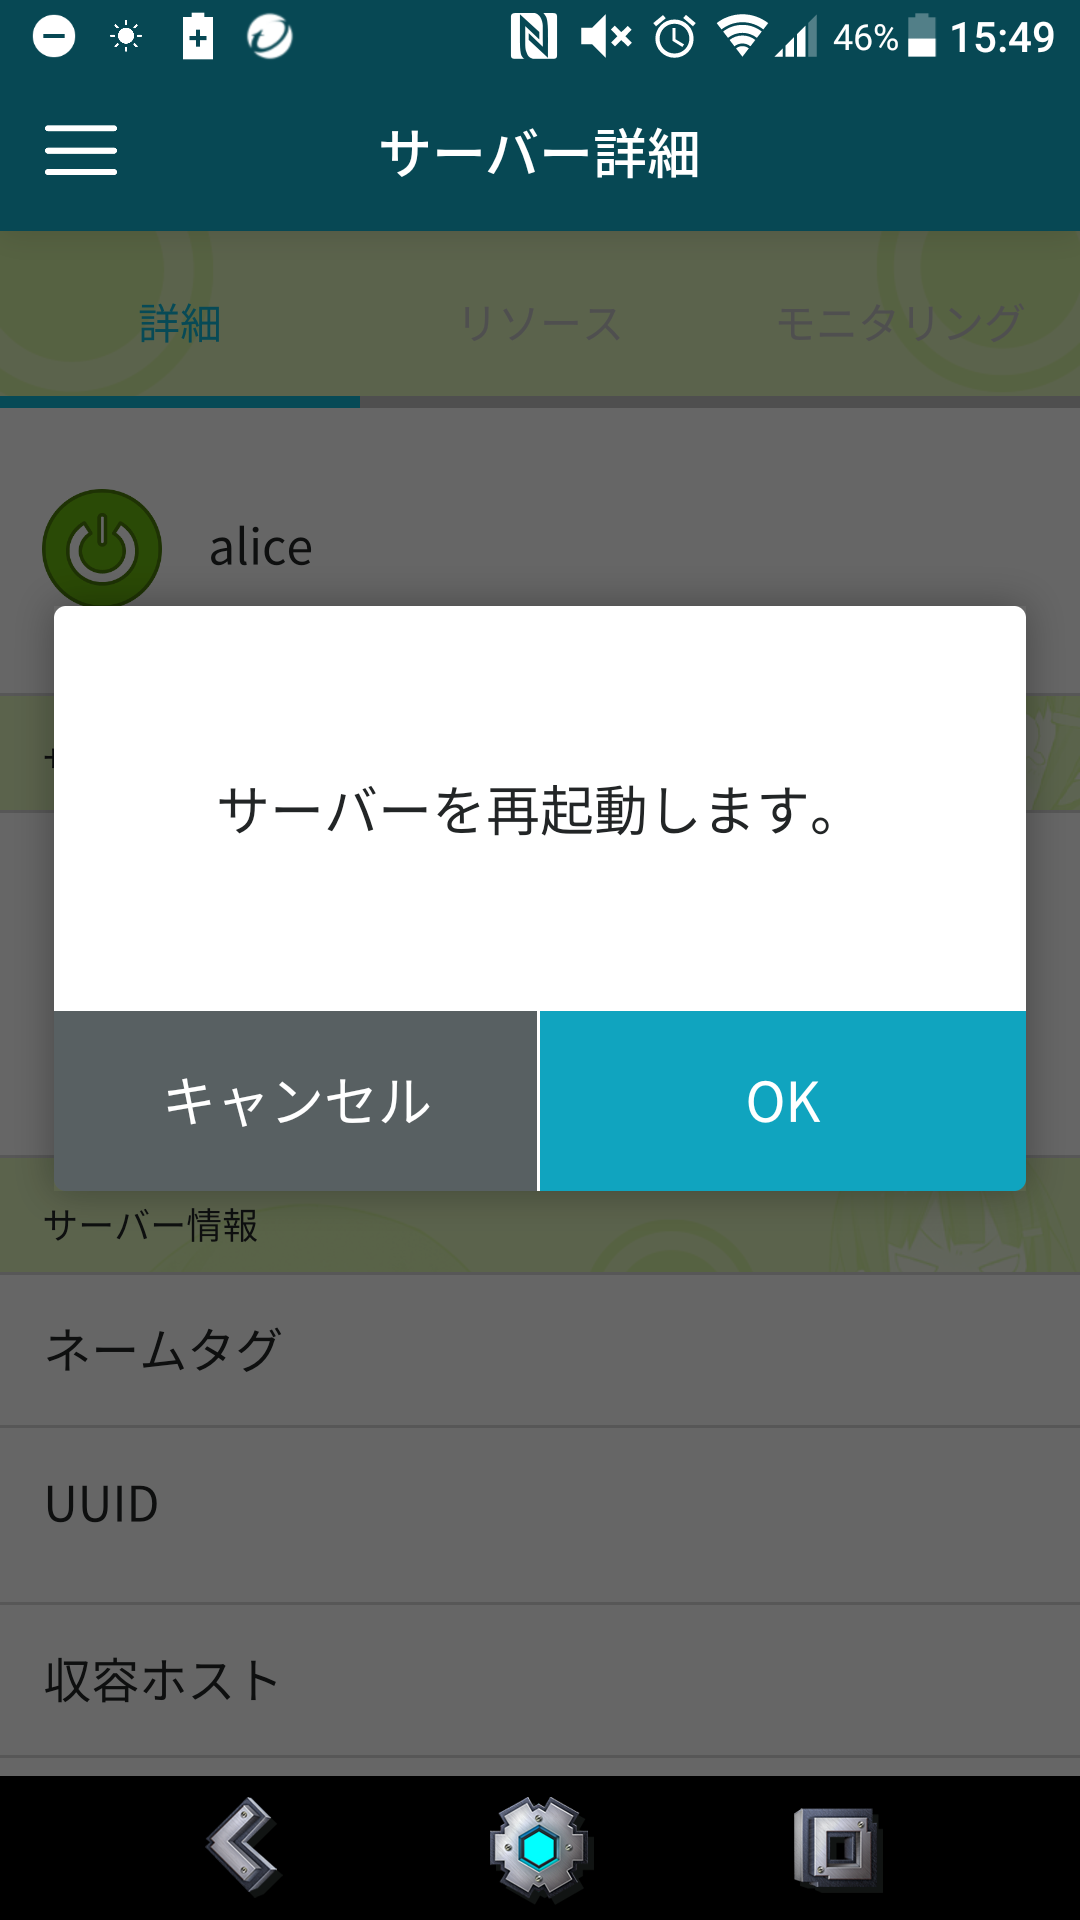 46% 15:49
サーバー詳細
詳細 リソース モニタリング
alice
サーバーを再起動します。
キャンセル OK
サーバー情報
ネームタグ
UUID
収容ホスト